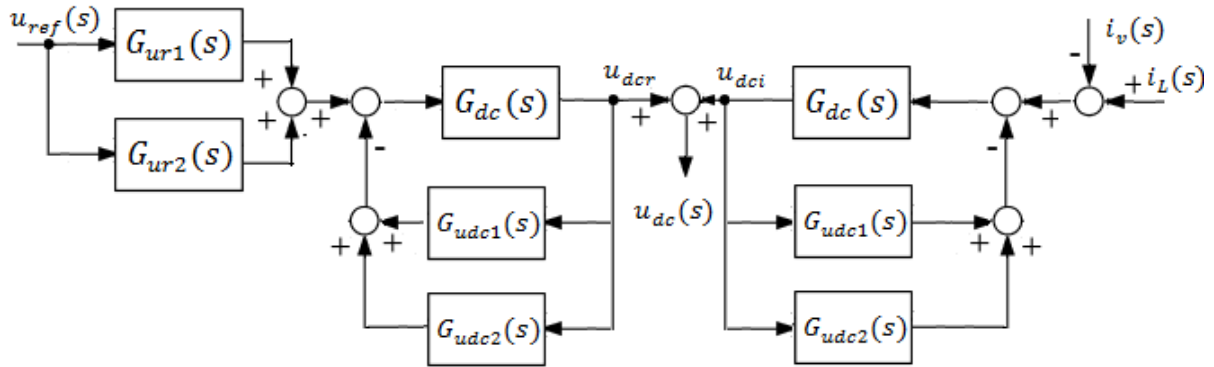 u_ref(s)
G_ur1(s)
G_ur2(s)
+
+
+
-
G_dc(s)
u_dcr
+
u_dci
+
u_dc(s)
G_dc(s)
i_v(s)
-
+ i_L(s)
+
-
G_udc1(s)
+
+
G_udc2(s)
G_udc1(s)
+
+
G_udc2(s)